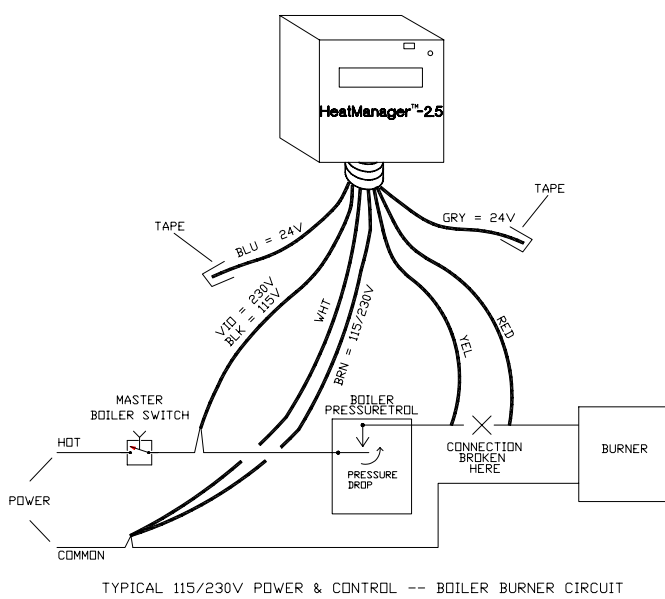 HeatManager™-2.5
TAPE
BLU = 24V
GRY = 24V
TAPE
VIO = 230V
BLK = 115V
WHT
BRN = 115/230V
YEL
RED
MASTER
BOILER SWITCH
BOILER
PRESSURETROL
HOT
PRESSURE
DROP
CONNECTION
BROKEN
HERE
BURNER
POWER
COMMON
TYPICAL 115/230V POWER & CONTROL -- BOILER BURNER CIRCUIT